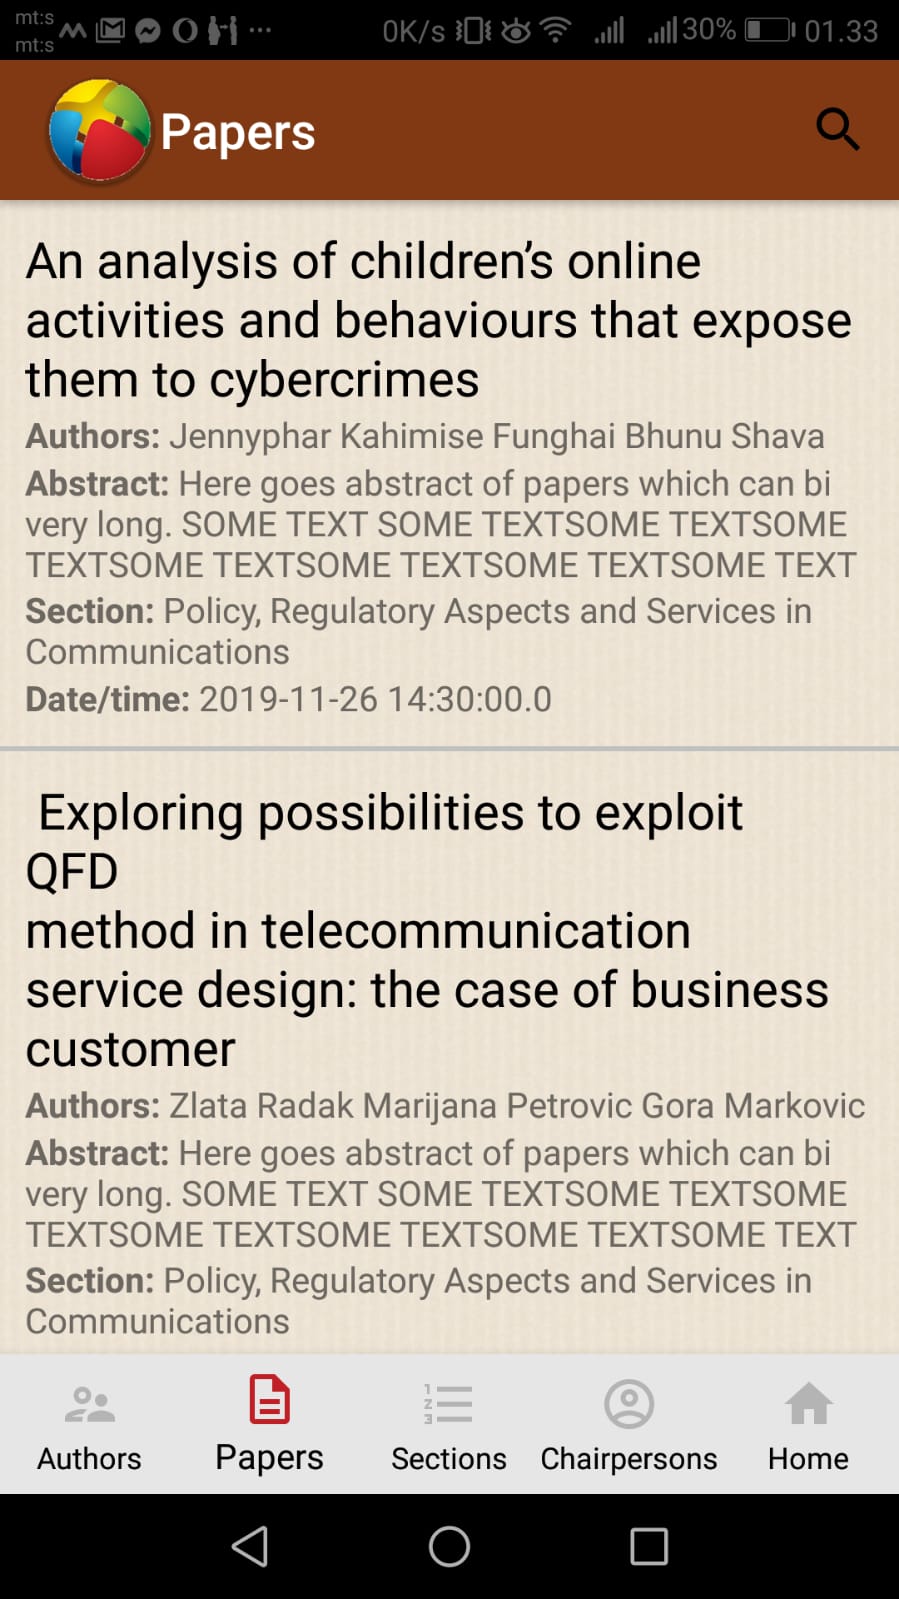 mt:s
mt:s
0K/s 30% 01.33
Papers
An analysis of children's online
activities and behaviours that expose
them to cybercrimes
Authors: Jennyphar Kahimise Funghai Bhunu Shava
Abstract: Here goes abstract of papers which can bi
very long. SOME TEXT SOME TEXTSOME TEXTSOME
TEXTSOME TEXTSOME TEXTSOME TEXTSOME TEXT
Section: Policy, Regulatory Aspects and Services in
Communications
Date/time: 2019-11-26 14:30:00.0
Exploring possibilities to exploit
QFD
method in telecommunication
service design: the case of business
customer
Authors: Zlata Radak Marijana Petrovic Gora Markovic
Abstract: Here goes abstract of papers which can bi
very long. SOME TEXT SOME TEXTSOME TEXTSOME
TEXTSOME TEXTSOME TEXTSOME TEXTSOME TEXT
Section: Policy, Regulatory Aspects and Services in
Communications
Authors Papers Sections Chairpersons Home